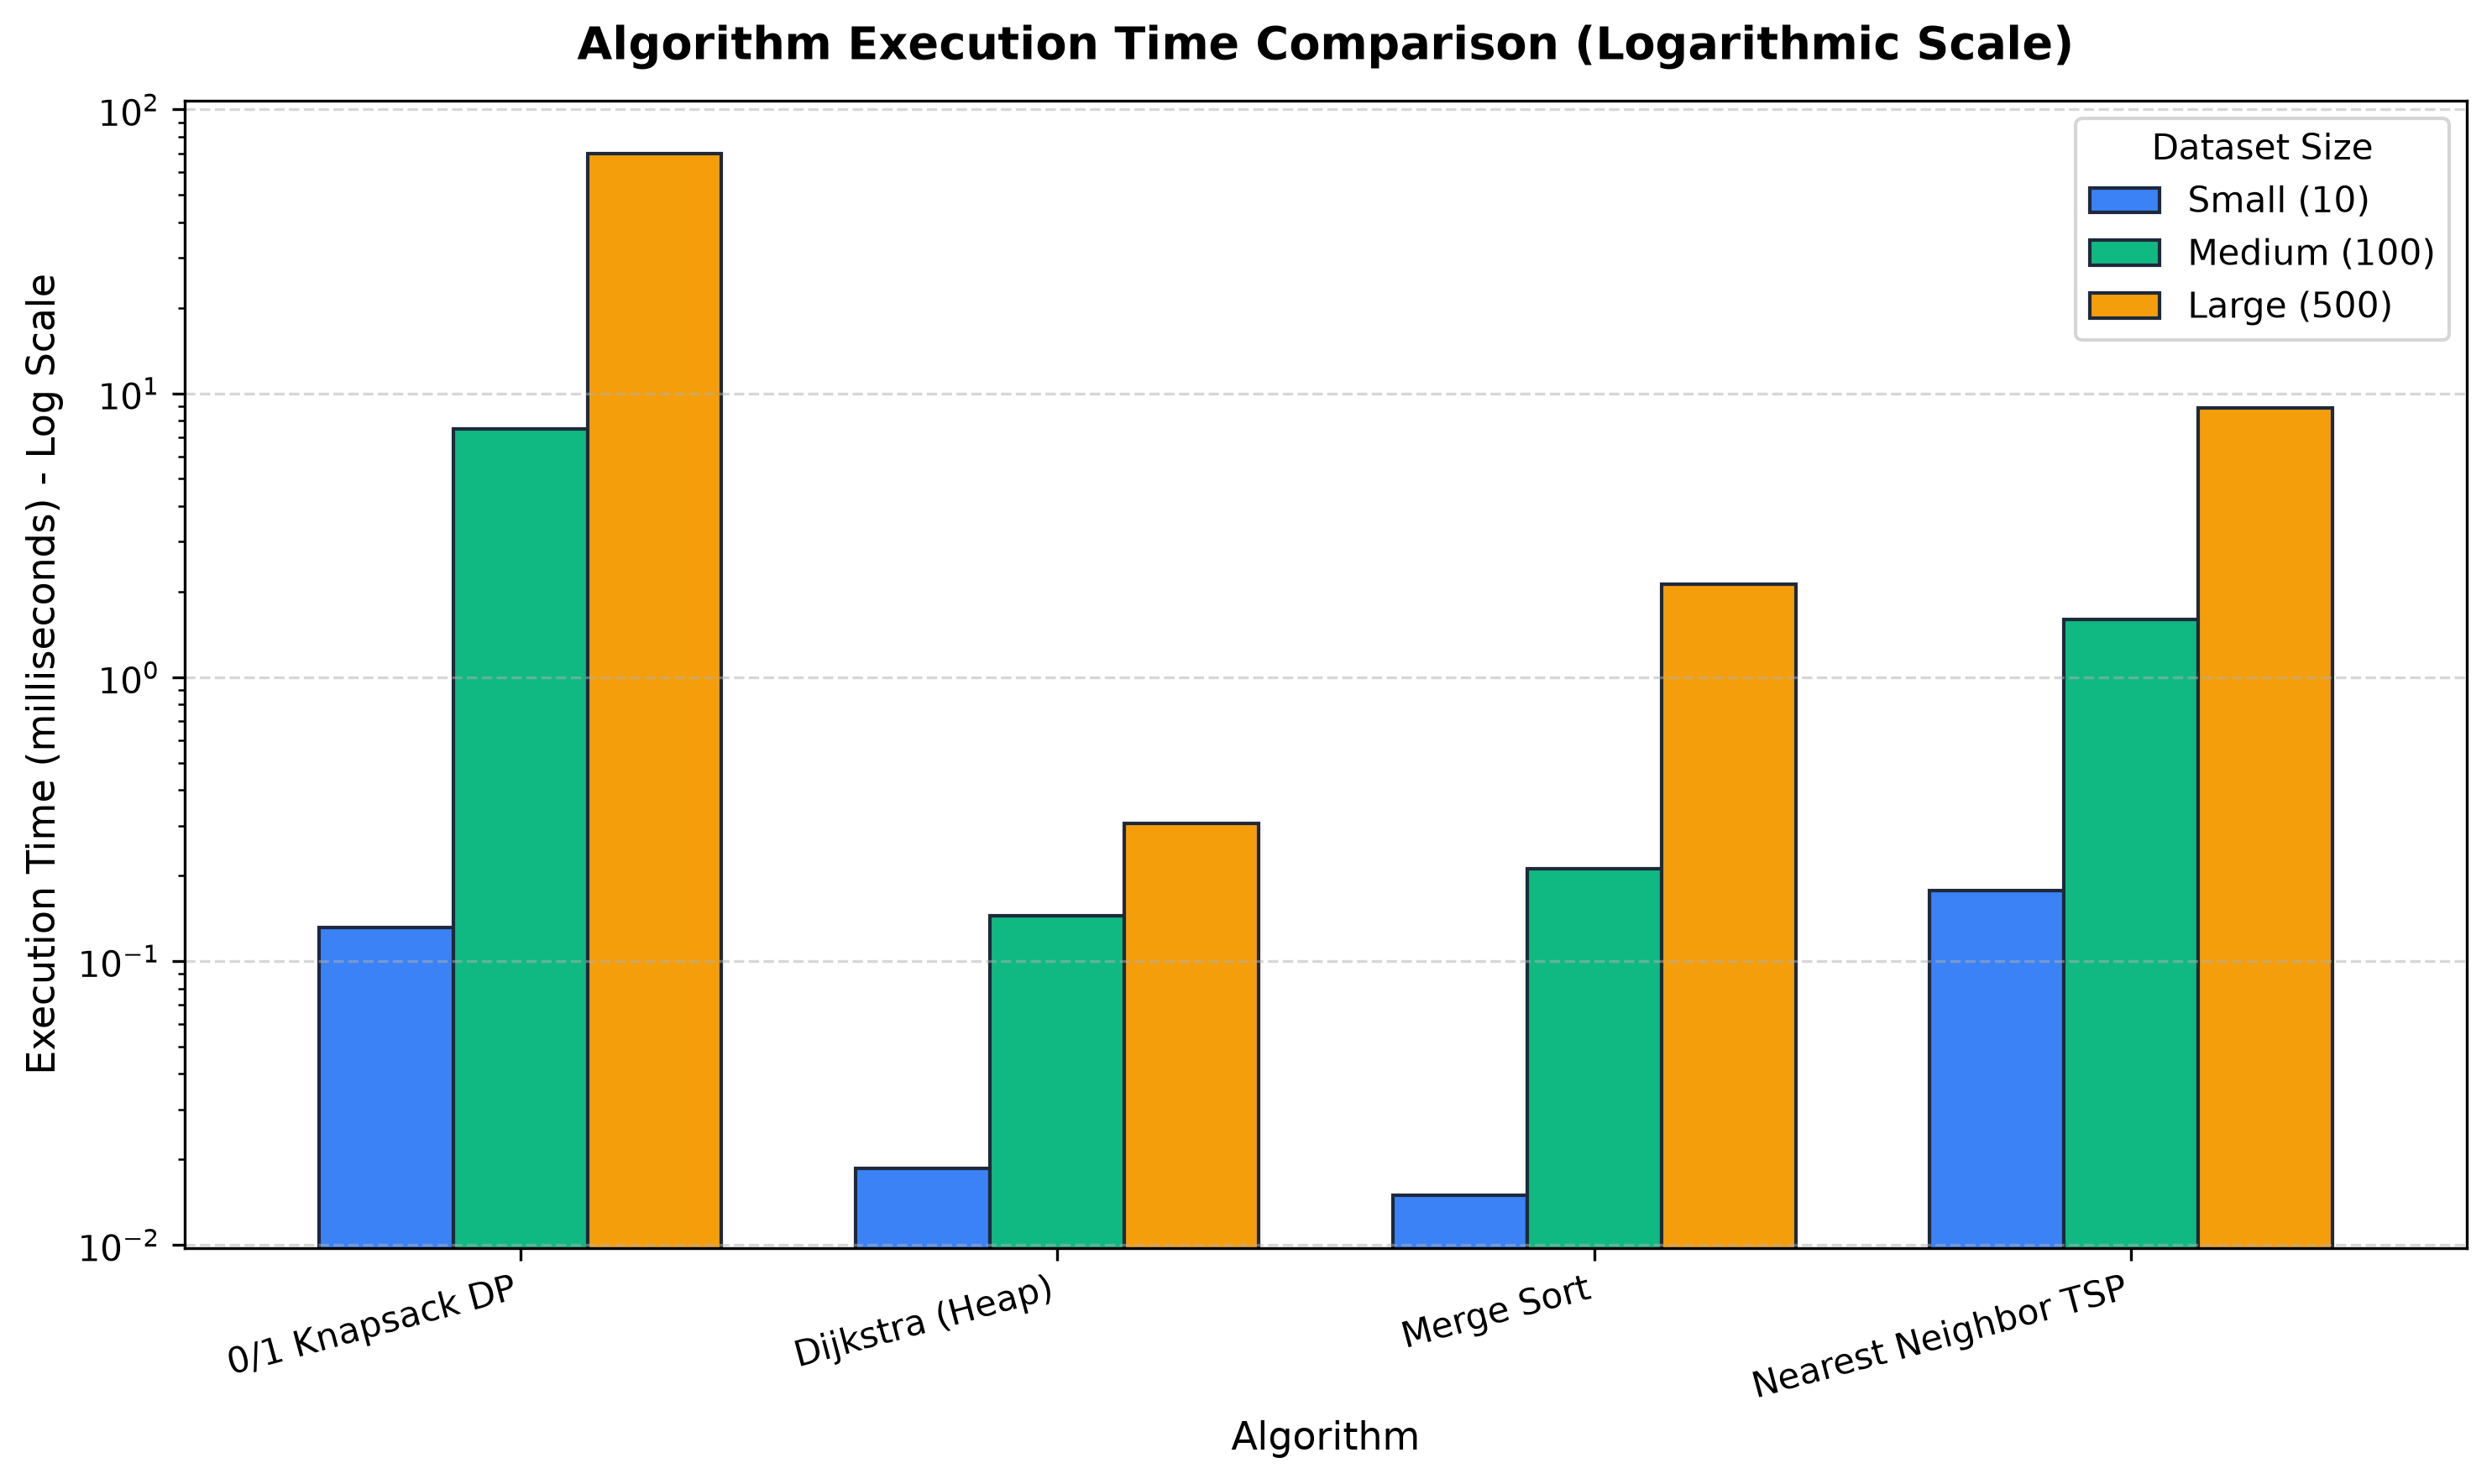 Algorithm Execution Time Comparison (Logarithmic Scale)
Execution Time (milliseconds) - Log Scale
10²
10¹
10⁰
10⁻¹
10⁻²
Dataset Size
Small (10)
Medium (100)
Large (500)
0/1 Knapsack DP
Dijkstra (Heap)
Merge Sort
Nearest Neighbor TSP
Algorithm